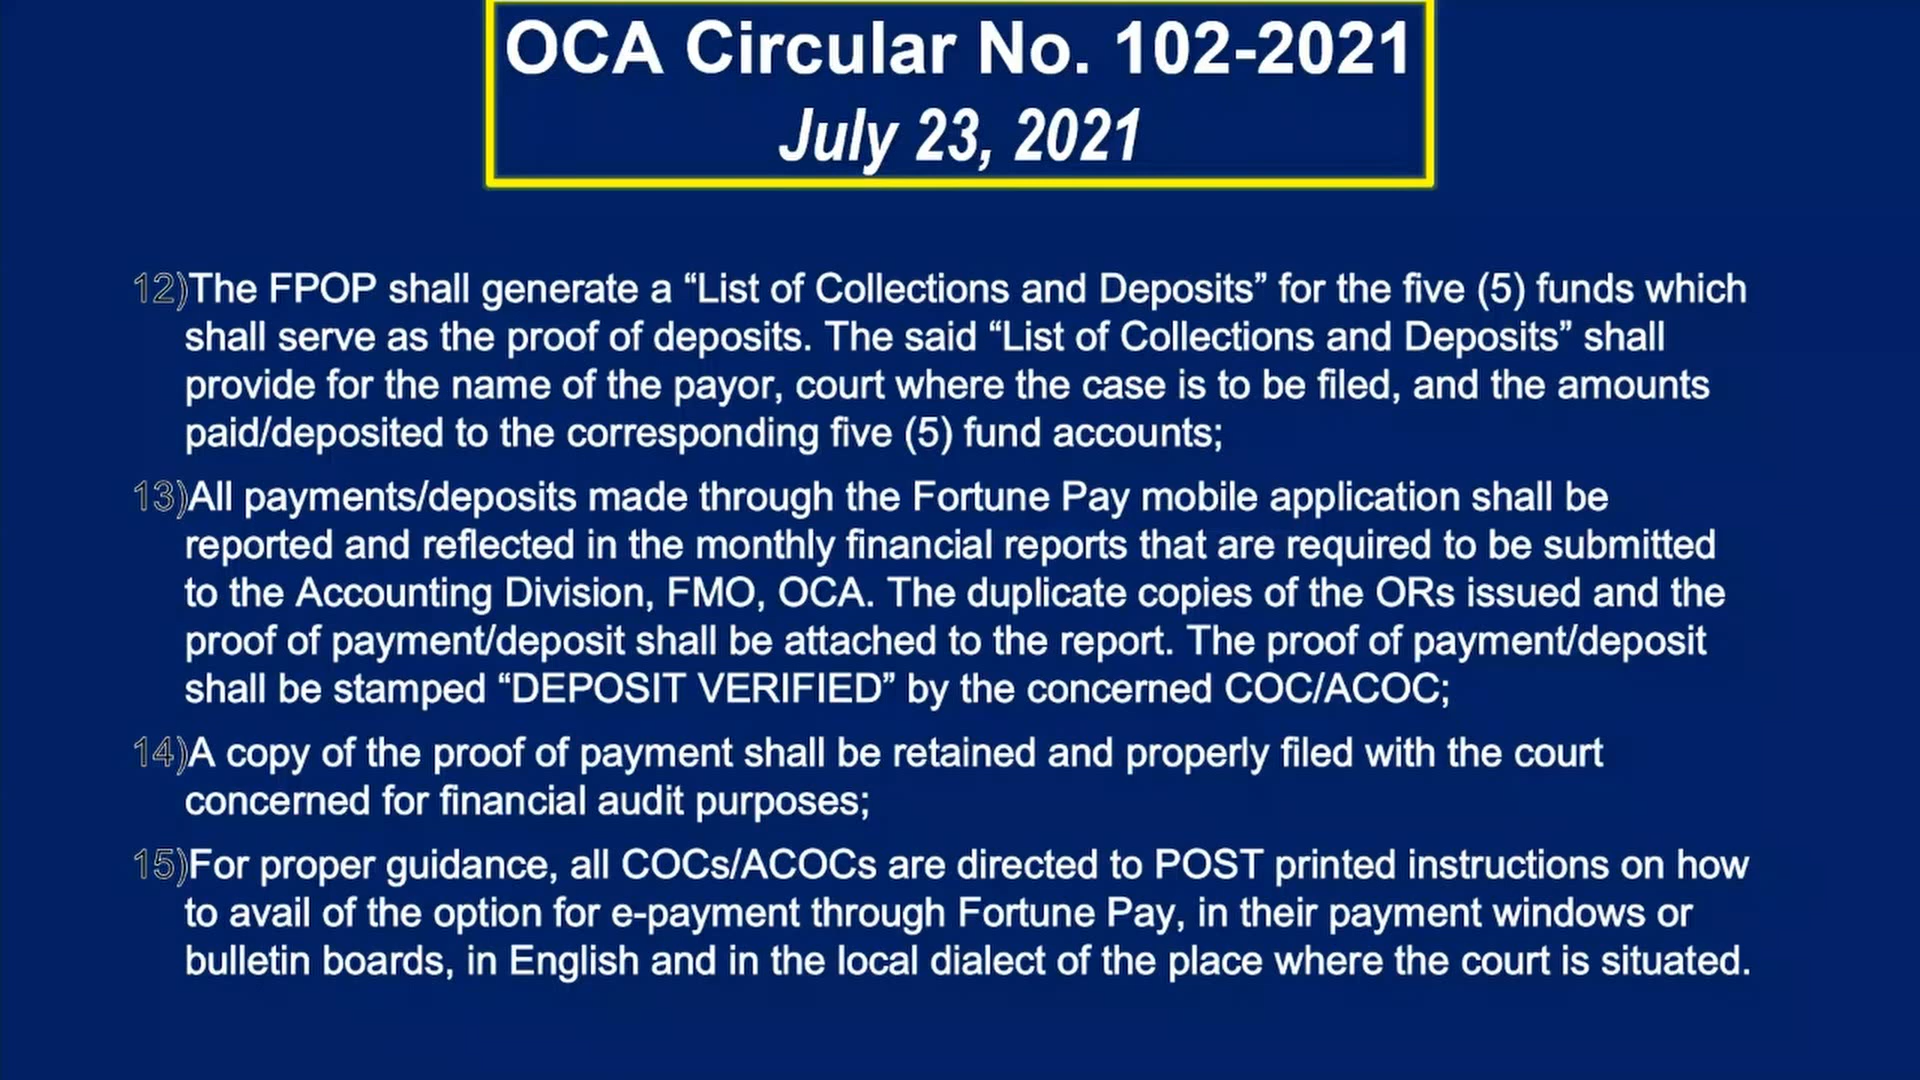 OCA Circular No. 102-2021
July 23, 2021
12)The FPOP shall generate a “List of Collections and Deposits” for the five (5) funds which
shall serve as the proof of deposits. The said “List of Collections and Deposits” shall
provide for the name of the payor, court where the case is to be filed, and the amounts
paid/deposited to the corresponding five (5) fund accounts;
13)All payments/deposits made through the Fortune Pay mobile application shall be
reported and reflected in the monthly financial reports that are required to be submitted
to the Accounting Division, FMO, OCA. The duplicate copies of the ORs issued and the
proof of payment/deposit shall be attached to the report. The proof of payment/deposit
shall be stamped “DEPOSIT VERIFIED” by the concerned COC/ACOC;
14)A copy of the proof of payment shall be retained and properly filed with the court
concerned for financial audit purposes;
15)For proper guidance, all COCs/ACOCs are directed to POST printed instructions on how
to avail of the option for e-payment through Fortune Pay, in their payment windows or
bulletin boards, in English and in the local dialect of the place where the court is situated.